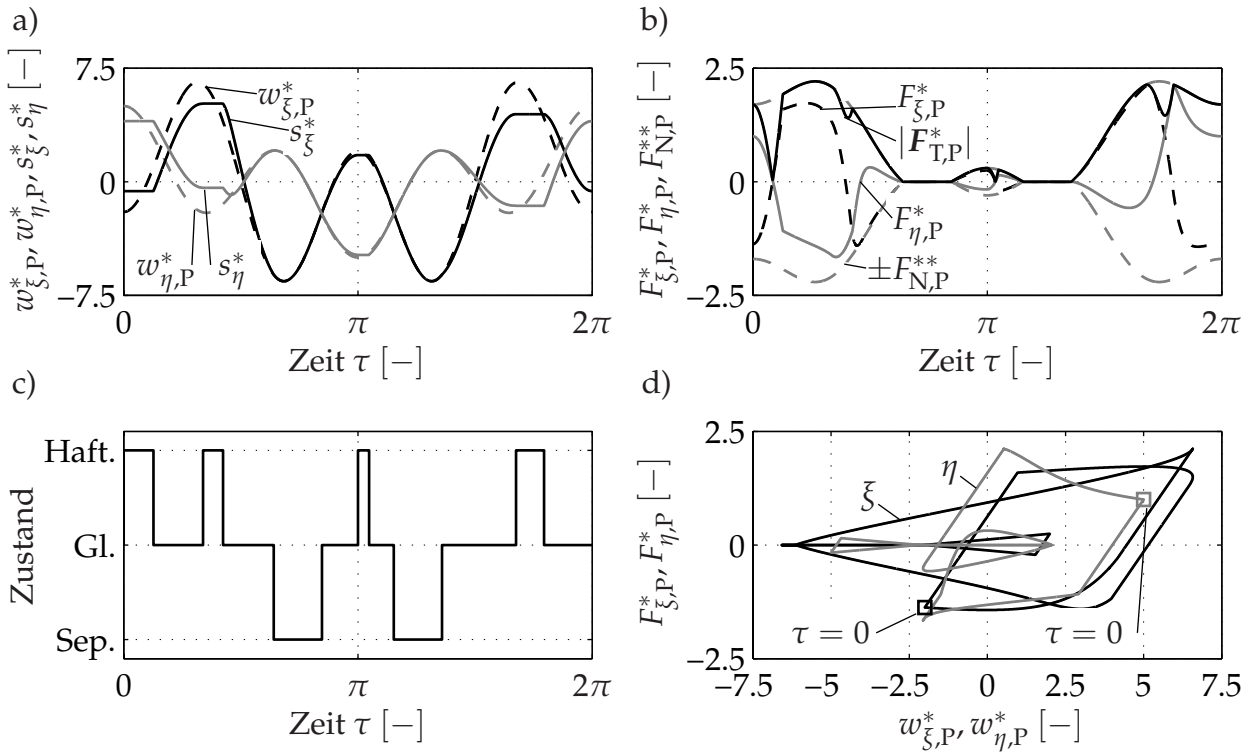 a)
w*ξ,P, w*η,P, s*ξ, s*η [−]
7.5
0
−7.5
w*ξ,P
s*ξ
w*η,P
s*η
0
π
2π
Zeit τ [−]
b)
F*ξ,P, F*η,P, F**N,P [−]
2.5
0
−2.5
F*ξ,P
|F*T,P|
F*η,P
±F**N,P
0
π
2π
Zeit τ [−]
c)
Zustand
Haft.
Gl.
Sep.
0
π
2π
Zeit τ [−]
d)
F*ξ,P, F*η,P [−]
2.5
0
−2.5
ξ
η
τ = 0
τ = 0
−7.5
−5
−2.5
0
2.5
5
7.5
w*ξ,P, w*η,P [−]